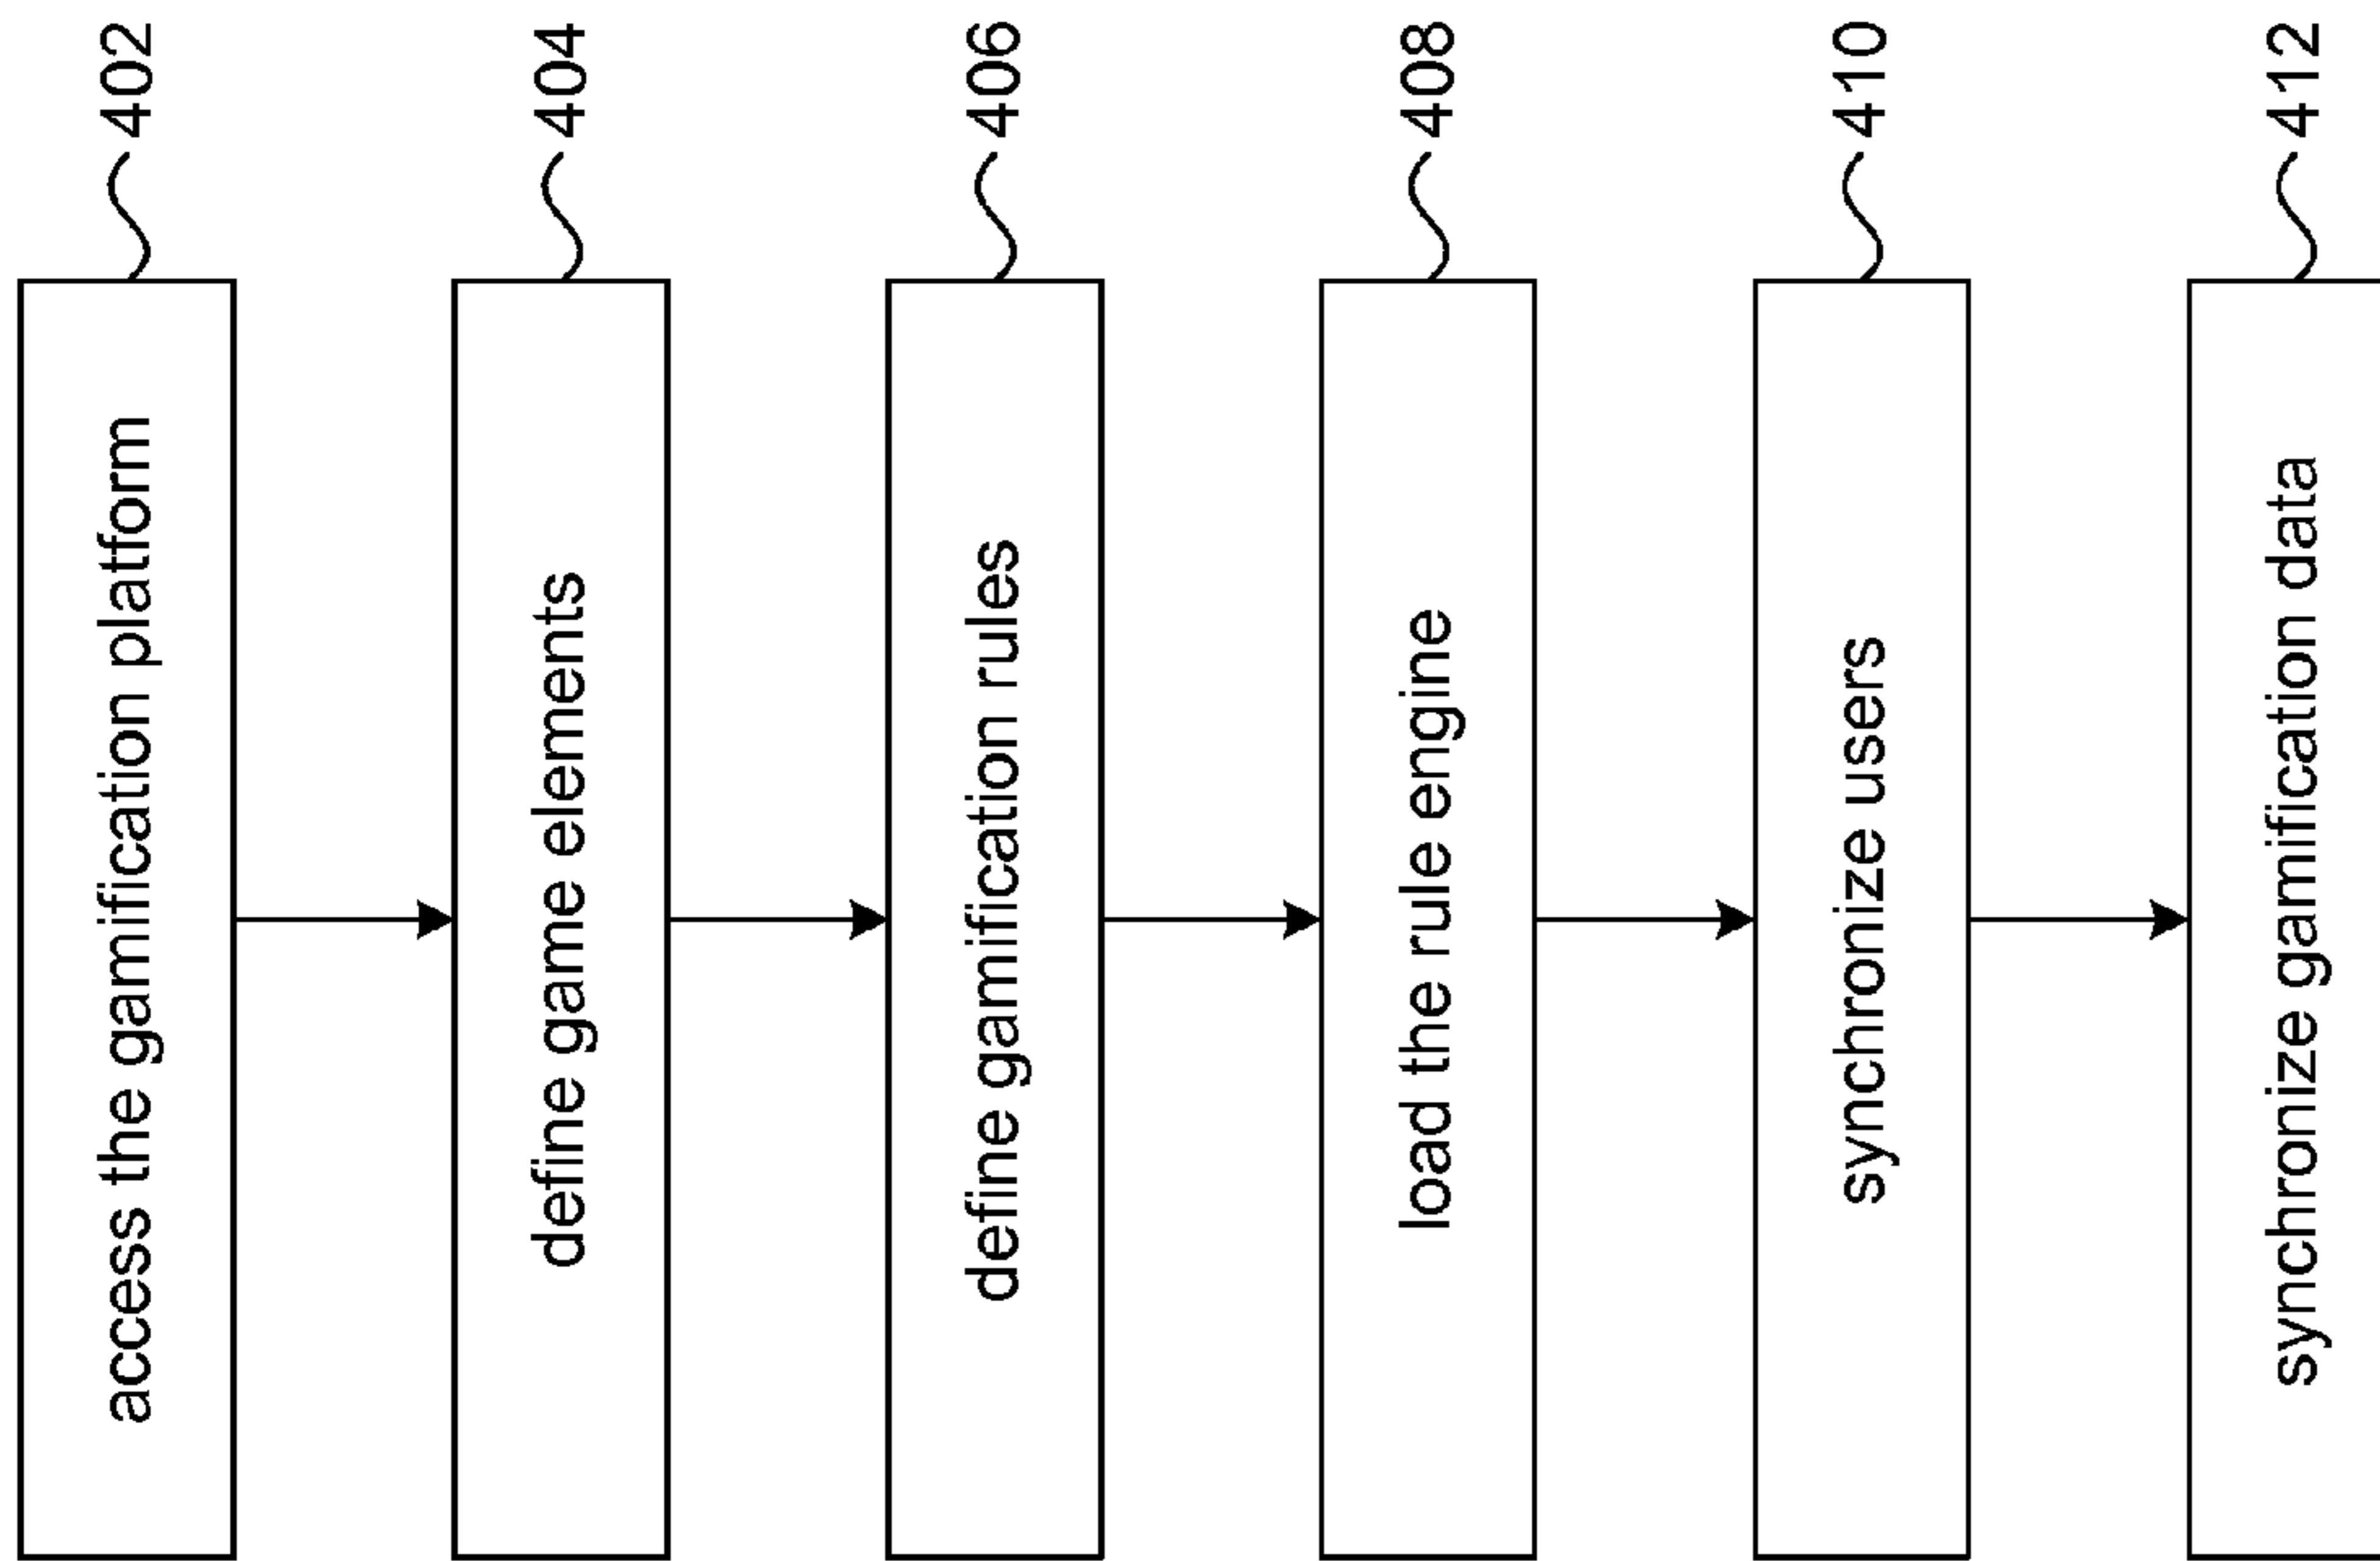 access the gamification platform
402
define game elements
404
define gamification rules
406
load the rule engine
408
synchronize users
410
synchronize gamification data
412